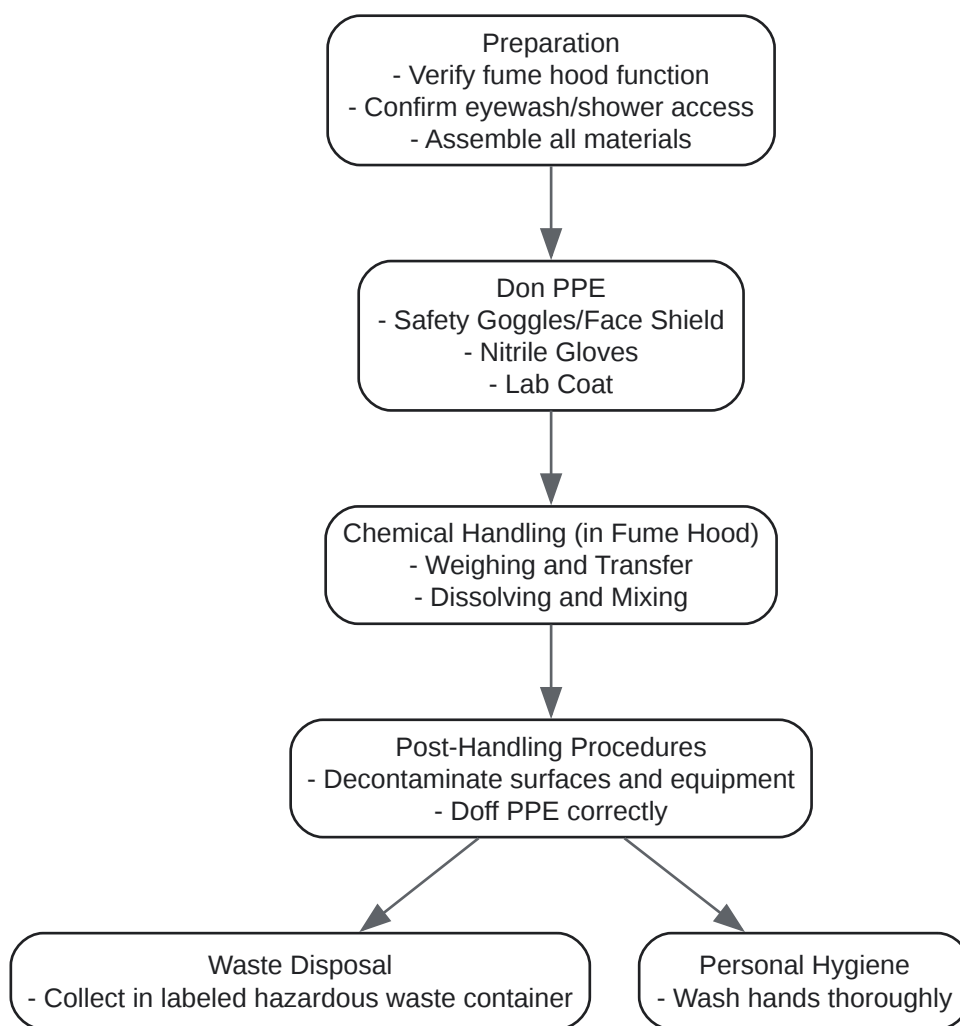 Preparation
- Verify fume hood function
- Confirm eyewash/shower access
- Assemble all materials
Don PPE
- Safety Goggles/Face Shield
- Nitrile Gloves
- Lab Coat
Chemical Handling (in Fume Hood)
- Weighing and Transfer
- Dissolving and Mixing
Post-Handling Procedures
- Decontaminate surfaces and equipment
- Doff PPE correctly
Waste Disposal
- Collect in labeled hazardous waste container
Personal Hygiene
- Wash hands thoroughly